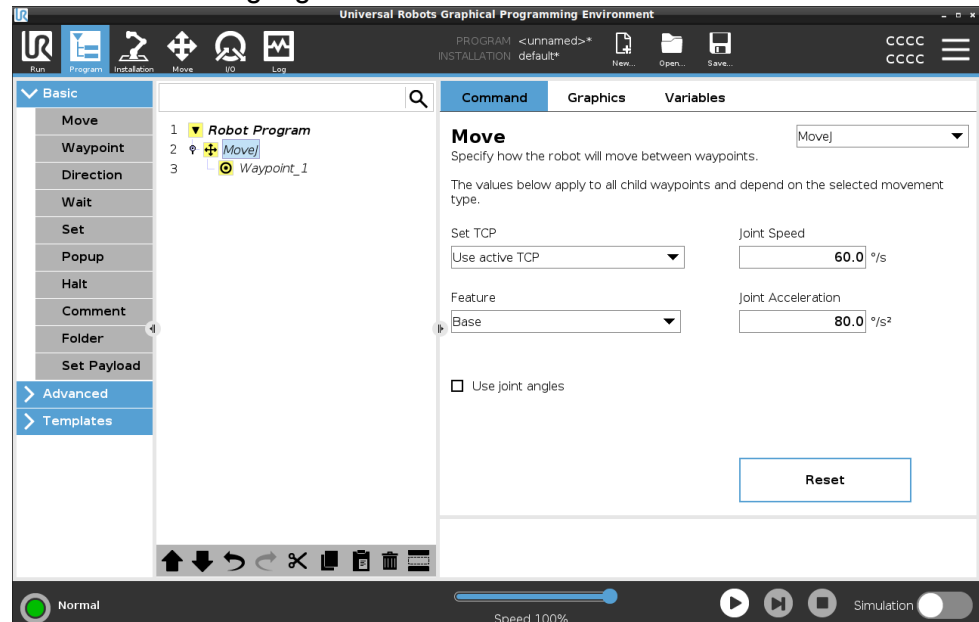 Universal Robots Graphical Programming Environment
UR
Run
Program
Installation
Move
I/O
Log
PROGRAM <unnamed>*
INSTALLATION default*
New...
Open...
Save...
CCCC
CCCC
Basic
Move
Waypoint
Direction
Wait
Set
Popup
Halt
Comment
Folder
Set Payload
Advanced
Templates
1 Robot Program
2 MoveJ
3 Waypoint_1
Command Graphics Variables
Move
MoveJ
Specify how the robot will move between waypoints.
The values below apply to all child waypoints and depend on the selected movement
type.
Set TCP
Joint Speed
Use active TCP
60.0 °/s
Feature
Joint Acceleration
Base
80.0 °/s²
Use joint angles
Reset
Normal
Speed 100%
Simulation